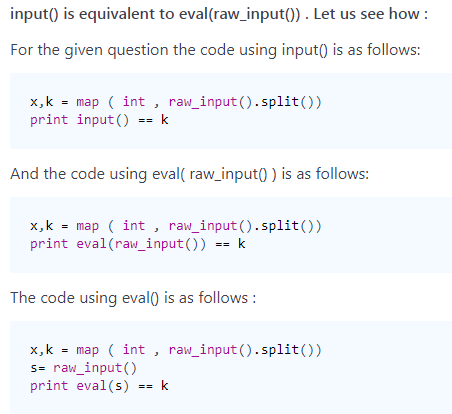 input() is equivalent to eval(raw_input()) . Let us see how :
For the given question the code using input() is as follows:
x,k = map ( int , raw_input().split())
print input() == k
And the code using eval( raw_input() ) is as follows:
x,k = map ( int , raw_input().split())
print eval(raw_input()) == k
The code using eval() is as follows :
x,k = map ( int , raw_input().split())
s= raw_input()
print eval(s) == k